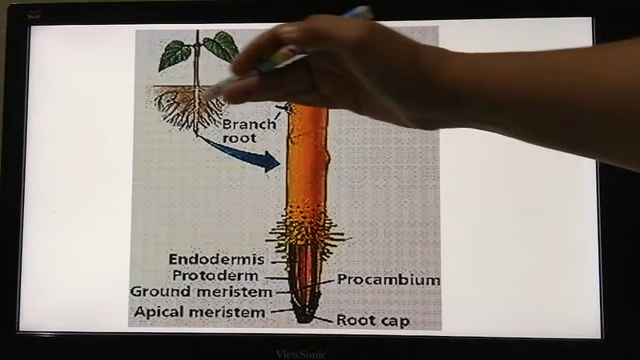 Branch
root
Endodermis
Protoderm
Procambium
Ground meristem
Apical meristem
Root cap
ViewSonic